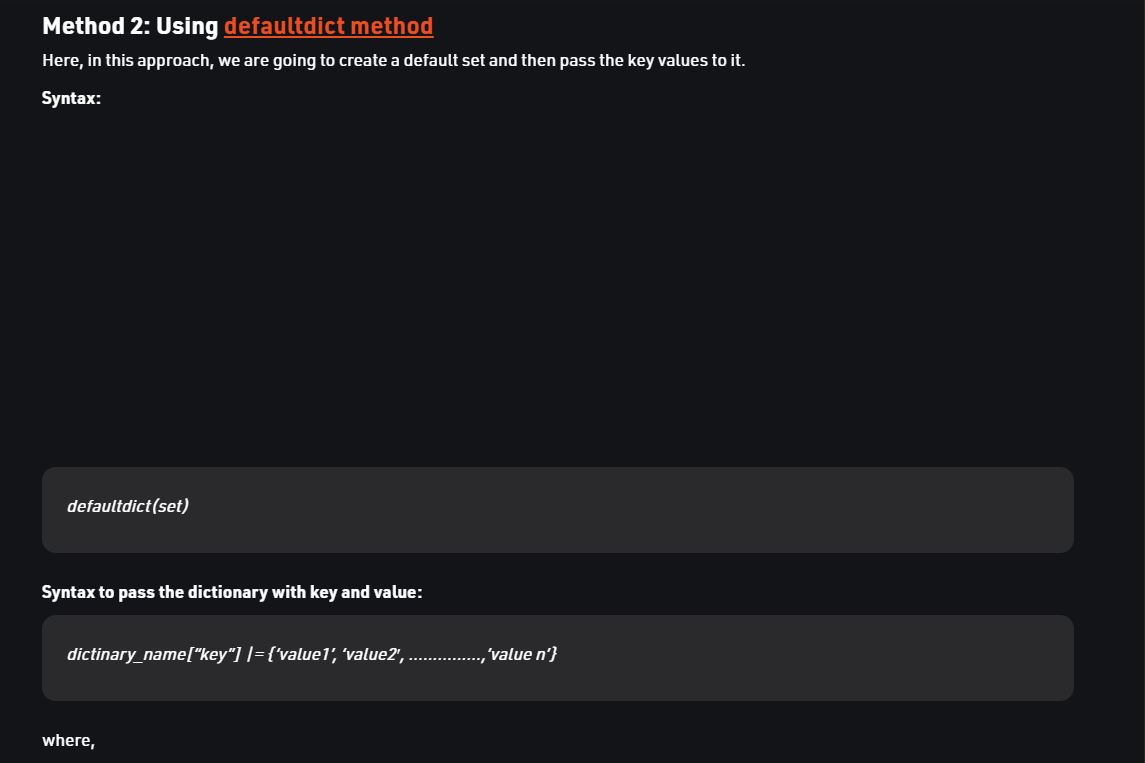 Method 2: Using defaultdict method
Here, in this approach, we are going to create a default set and then pass the key values to it.
Syntax:
defaultdict(set)
Syntax to pass the dictionary with key and value:
dictinary_name[“key”] |= {‘value1’, ‘value2′, ……………,’value n’}
where,